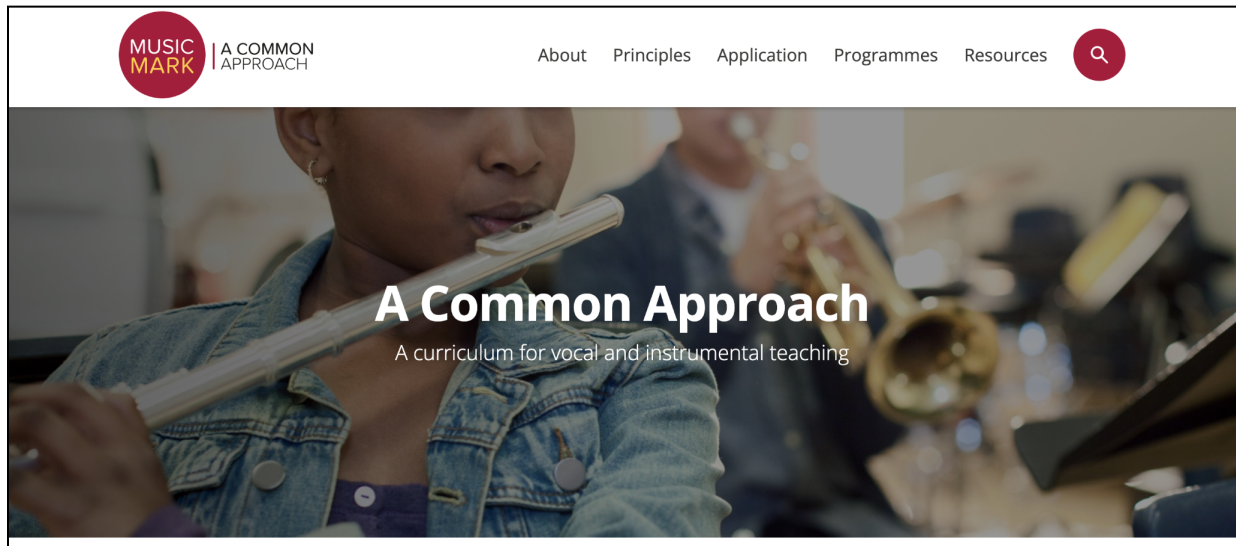 MUSIC
MARK
A COMMON
APPROACH
About Principles Application Programmes Resources
A Common Approach
A curriculum for vocal and instrumental teaching